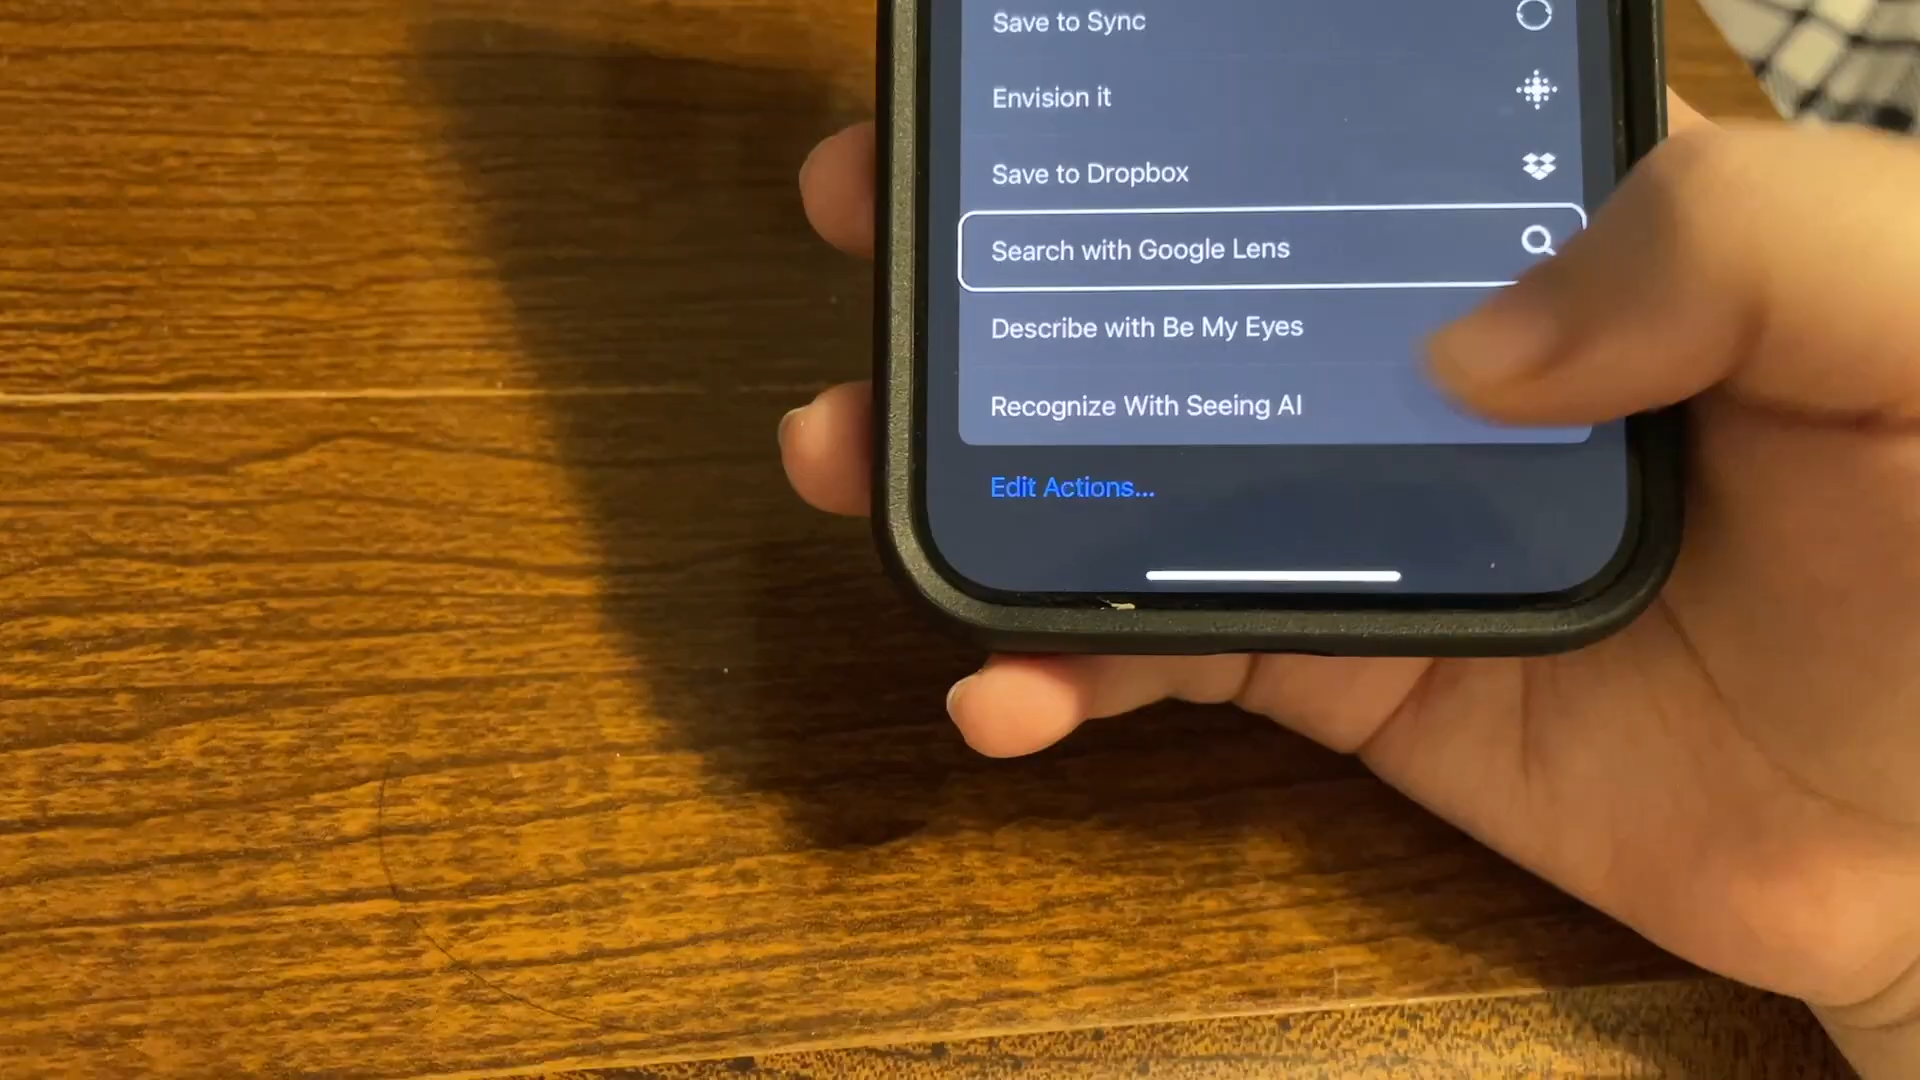 Save to Sync
Envision it
Save to Dropbox
Search with Google Lens
Describe with Be My Eyes
Recognize With Seeing AI
Edit Actions...